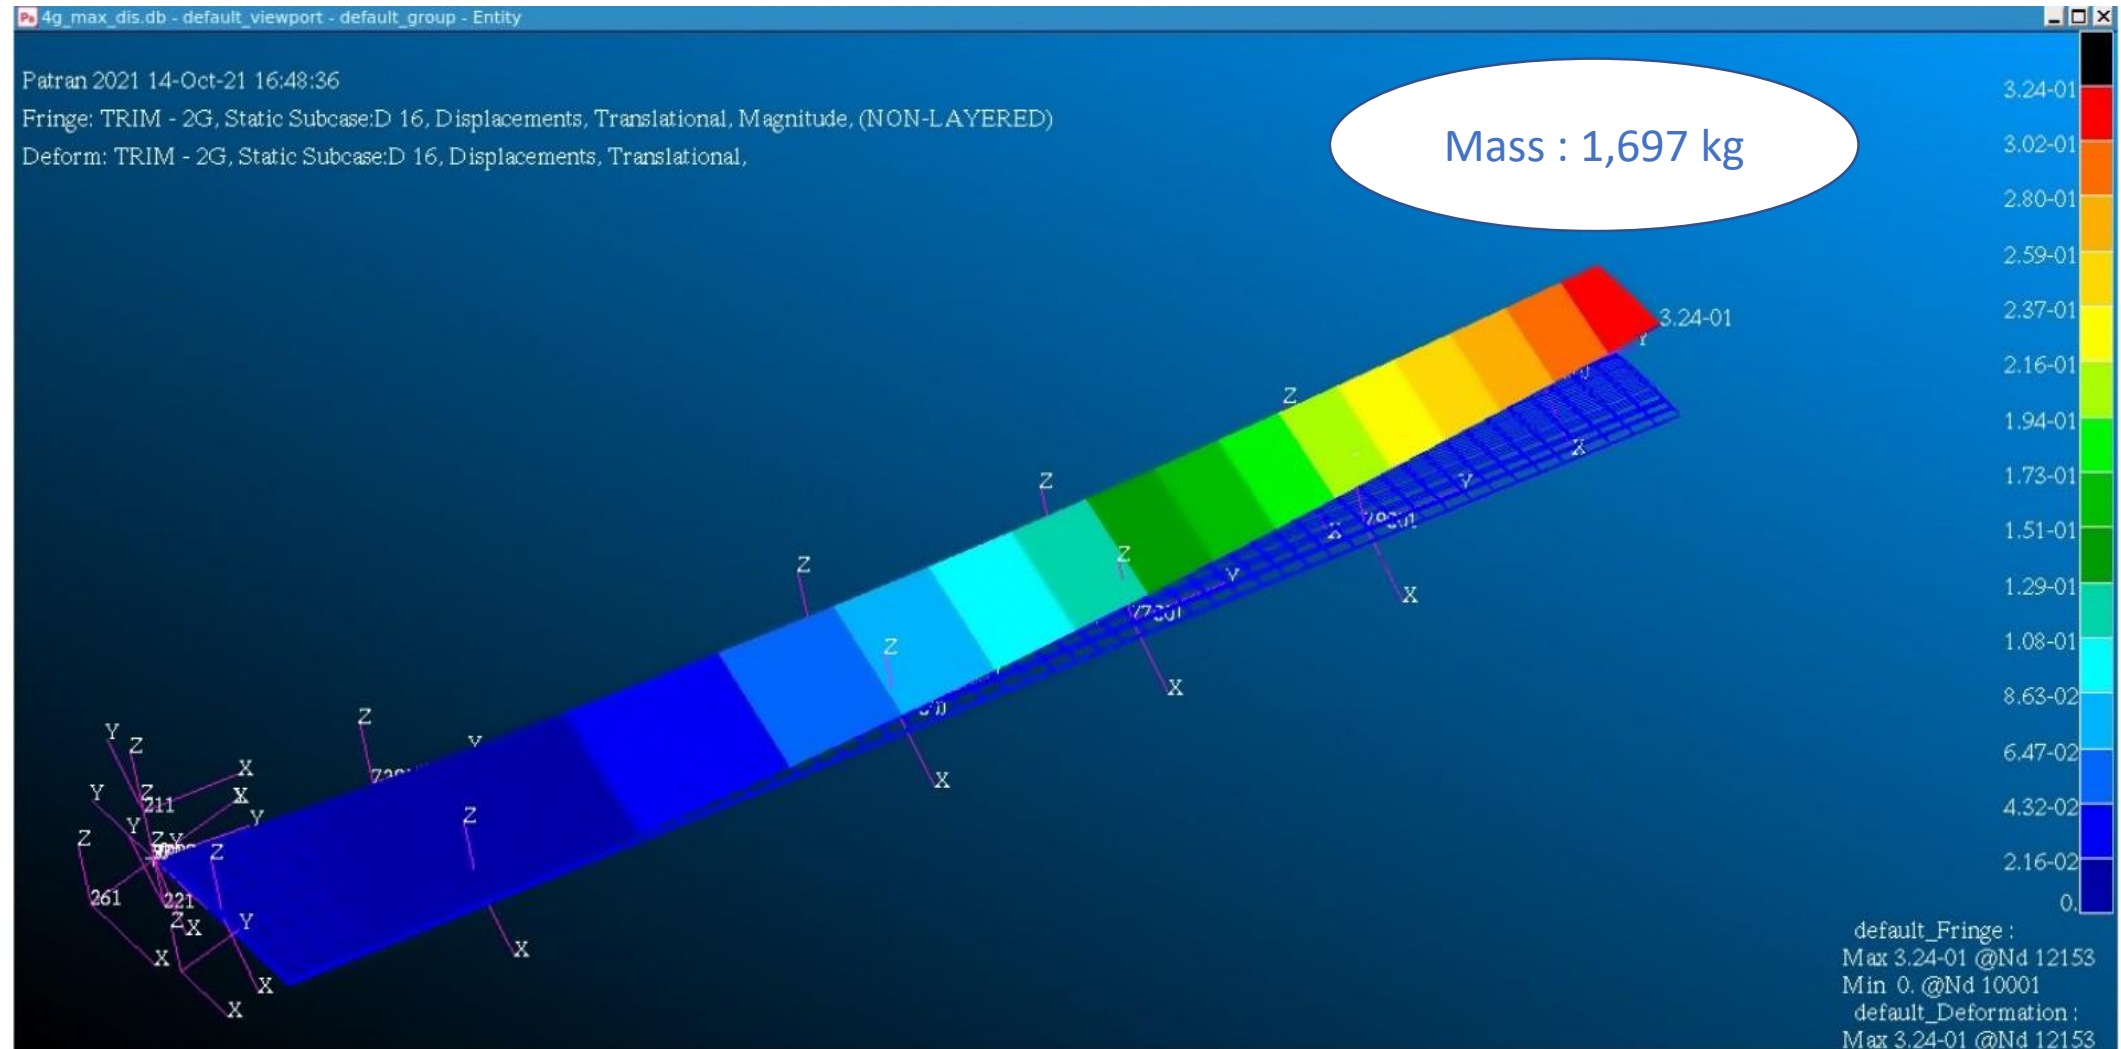 4g_max_dis.db - default_viewport - default_group - Entity
Patran 2021 14-Oct-21 16:48:36
Fringe: TRIM - 2G, Static Subcase:D 16, Displacements, Translational, Magnitude, (NON-LAYERED)
Deform: TRIM - 2G, Static Subcase:D 16, Displacements, Translational,
Mass : 1,697 kg
3.24-01
3.02-01
2.80-01
2.59-01
2.37-01
2.16-01
1.94-01
1.73-01
1.51-01
1.29-01
1.08-01
8.63-02
6.47-02
4.32-02
2.16-02
0.
3.24-01
Y
Z
X
Y
Z
X
Z
Y
X
Z
X
Z
X
Z
Y
Z
X
Y
Z
X
Y
Z
X
211
Y
Y
Z
Z
261
221
Z
X
Y
X
X
X
default_Fringe :
Max 3.24-01 @Nd 12153
Min 0. @Nd 10001
default_Deformation :
Max 3.24-01 @Nd 12153